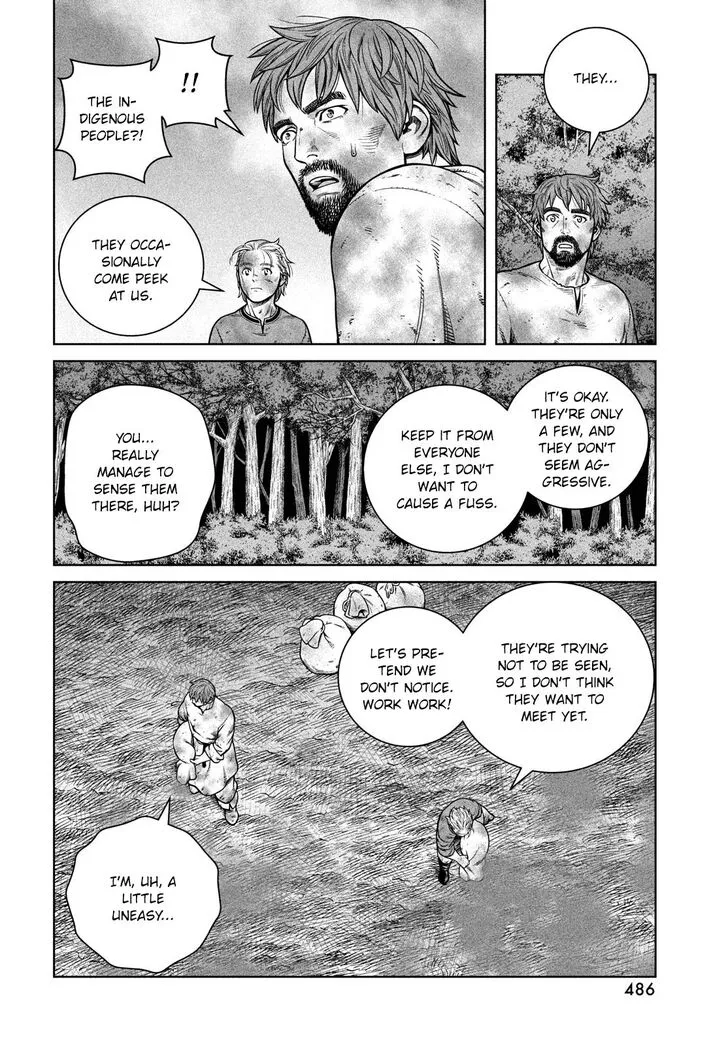 THEY...
!!
THE IN-
DIGENOUS
PEOPLE?!
THEY OCCA-
SIONALLY
COME PEEK
AT US.
IT'S OKAY.
THEY'RE ONLY
A FEW, AND
THEY DON'T
SEEM AG-
GRESSIVE.
KEEP IT FROM
EVERYONE
ELSE, I DON'T
WANT TO
CAUSE A FUSS.
YOU...
REALLY
MANAGE TO
SENSE THEM
THERE, HUH?
THEY'RE TRYING
NOT TO BE SEEN,
SO I DON'T THINK
THEY WANT TO
MEET YET.
LET'S PRE-
TEND WE
DON'T NOTICE.
WORK WORK!
I'M, UH, A
LITTLE
UNEASY...
486